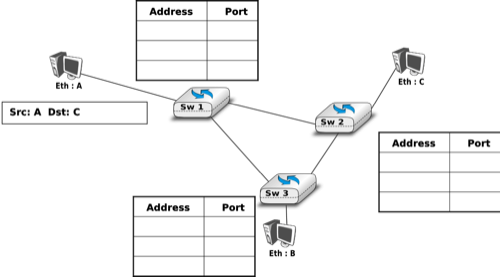 Address Port
Eth : A
Eth : C
Src: A Dst: C
Sw 1
Sw 2
Address Port
Sw 3
Address Port
Eth : B